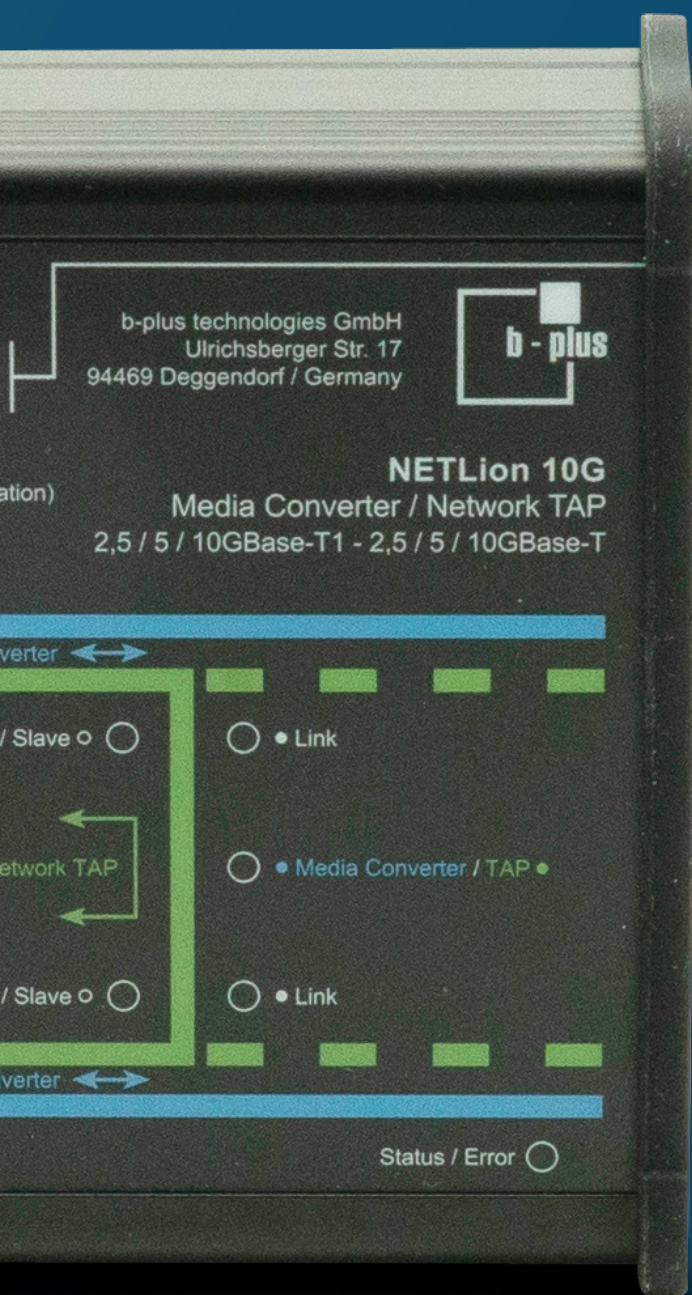 b-plus technologies GmbH
Ulrichsberger Str. 17
94469 Deggendorf / Germany
b - plus
NETLion 10G
Media Converter / Network TAP
2,5 / 5 / 10GBase-T1 - 2,5 / 5 / 10GBase-T
ation)
verter
/ Slave
Link
etwork TAP
Media Converter / TAP
/ Slave
Link
verter
Status / Error